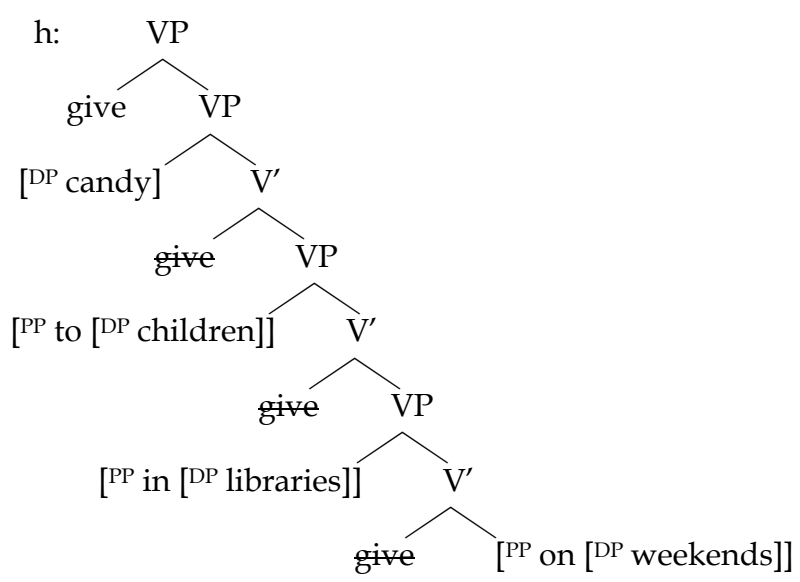 h: VP
give VP
[DP candy] V′
give VP
[PP to [DP children]] V′
give VP
[PP in [DP libraries]] V′
give [PP on [DP weekends]]